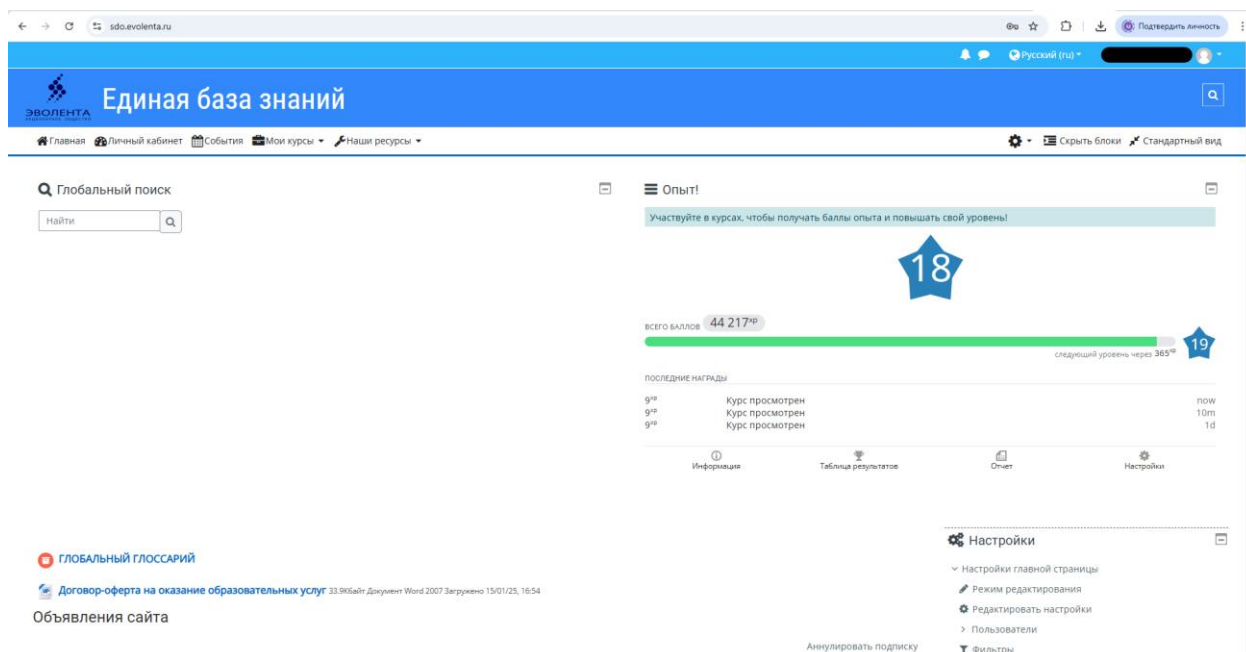 sdo.evolenta.ru
Подтвердить личность
Русский (ru)
ЭВОЛЕНТА
Единая база знаний
Главная Личный кабинет События Мои курсы Наши ресурсы
Скрыть блоки Стандартный вид
Глобальный поиск
Найти
Опыт!
Участвуйте в курсах, чтобы получать баллы опыта и повышать свой уровень!
18
ВСЕГО БАЛЛОВ 44 217xp
19
следующий уровень через 365xp
ПОСЛЕДНИЕ НАГРАДЫ
9xp Курс просмотрен now
9xp Курс просмотрен 10m
9xp Курс просмотрен 1d
Информация Таблица результатов Отчет Настройки
ГЛОБАЛЬНЫЙ ГЛОССАРИЙ
Договор-оферта на оказание образовательных услуг 33.9Кбайт Документ Word 2007 Загружено 15/01/25, 16:54
Объявления сайта
Аннулировать подписку
Настройки
Настройки главной страницы
Режим редактирования
Редактировать настройки
Пользователи
Фильтры